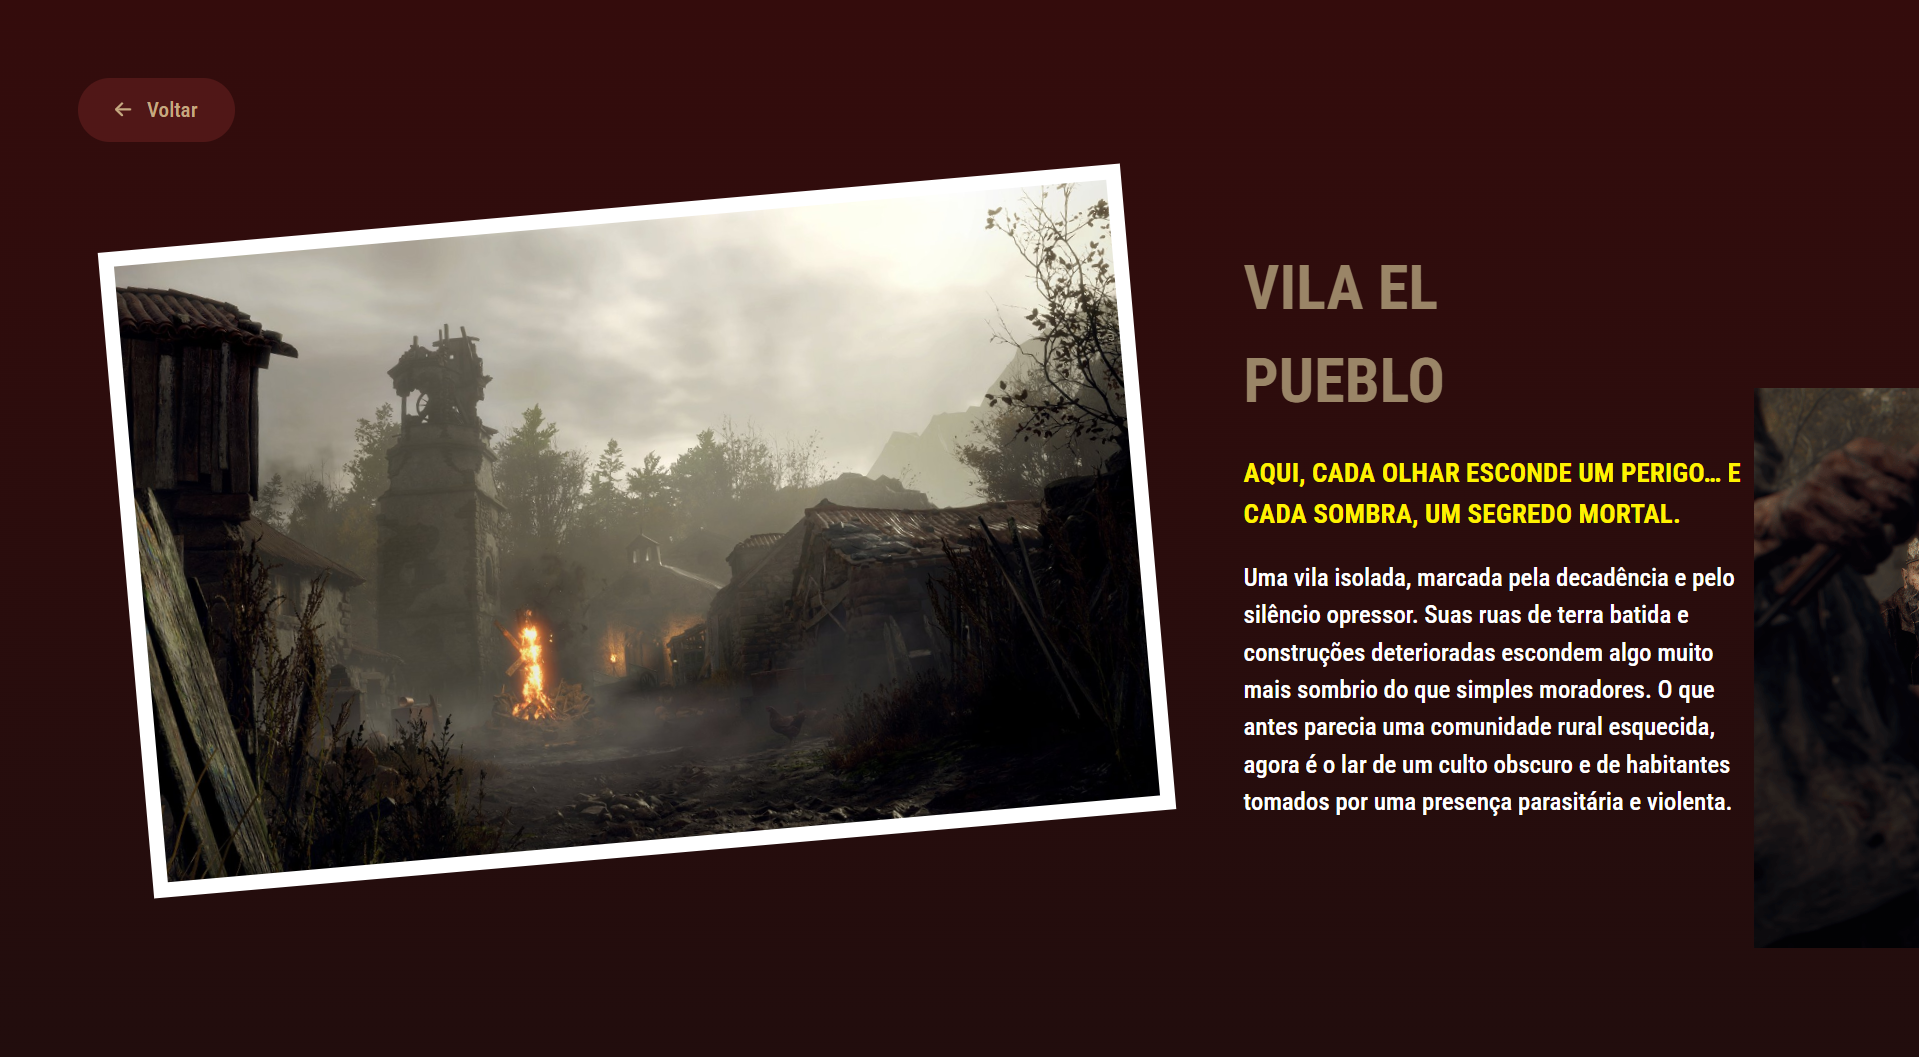 Voltar
VILA EL
PUEBLO
AQUI, CADA OLHAR ESCONDE UM PERIGO... E
CADA SOMBRA, UM SEGREDO MORTAL.
Uma vila isolada, marcada pela decadência e pelo
silêncio opressor. Suas ruas de terra batida e
construções deterioradas escondem algo muito
mais sombrio do que simples moradores. O que
antes parecia uma comunidade rural esquecida,
agora é o lar de um culto obscuro e de habitantes
tomados por uma presença parasitária e violenta.